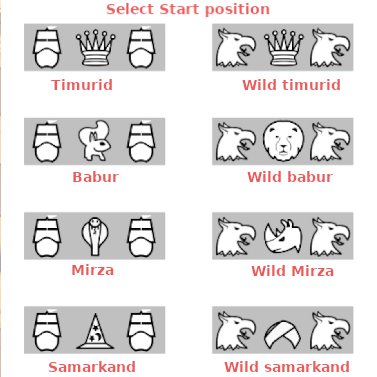 Select Start position
Timurid
Wild timurid
Babur
Wild babur
Mirza
Wild Mirza
Samarkand
Wild samarkand